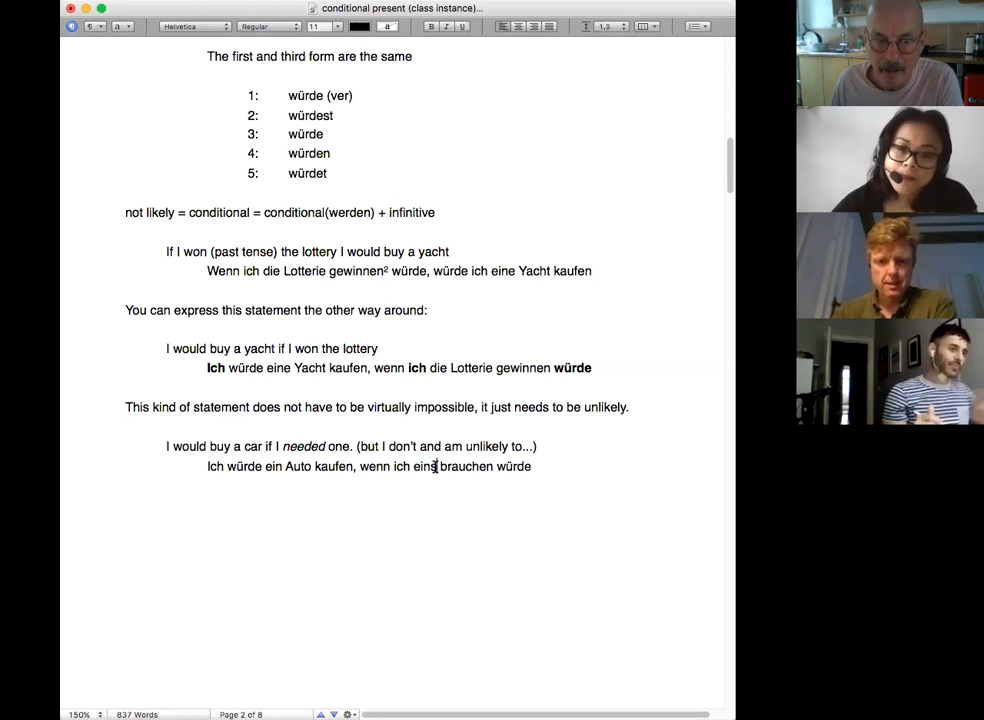 conditional present (class instance)...
Helvetica Regular 11 B I U 1,3
The first and third form are the same
1: würde (ver)
2: würdest
3: würde
4: würden
5: würdet
not likely = conditional = conditional(werden) + infinitive
If I won (past tense) the lottery I would buy a yacht
Wenn ich die Lotterie gewinnen² würde, würde ich eine Yacht kaufen
You can express this statement the other way around:
I would buy a yacht if I won the lottery
Ich würde eine Yacht kaufen, wenn ich die Lotterie gewinnen würde
This kind of statement does not have to be virtually impossible, it just needs to be unlikely.
I would buy a car if I needed one. (but I don't and am unlikely to...)
Ich würde ein Auto kaufen, wenn ich eins brauchen würde
150% 837 Words Page 2 of 8